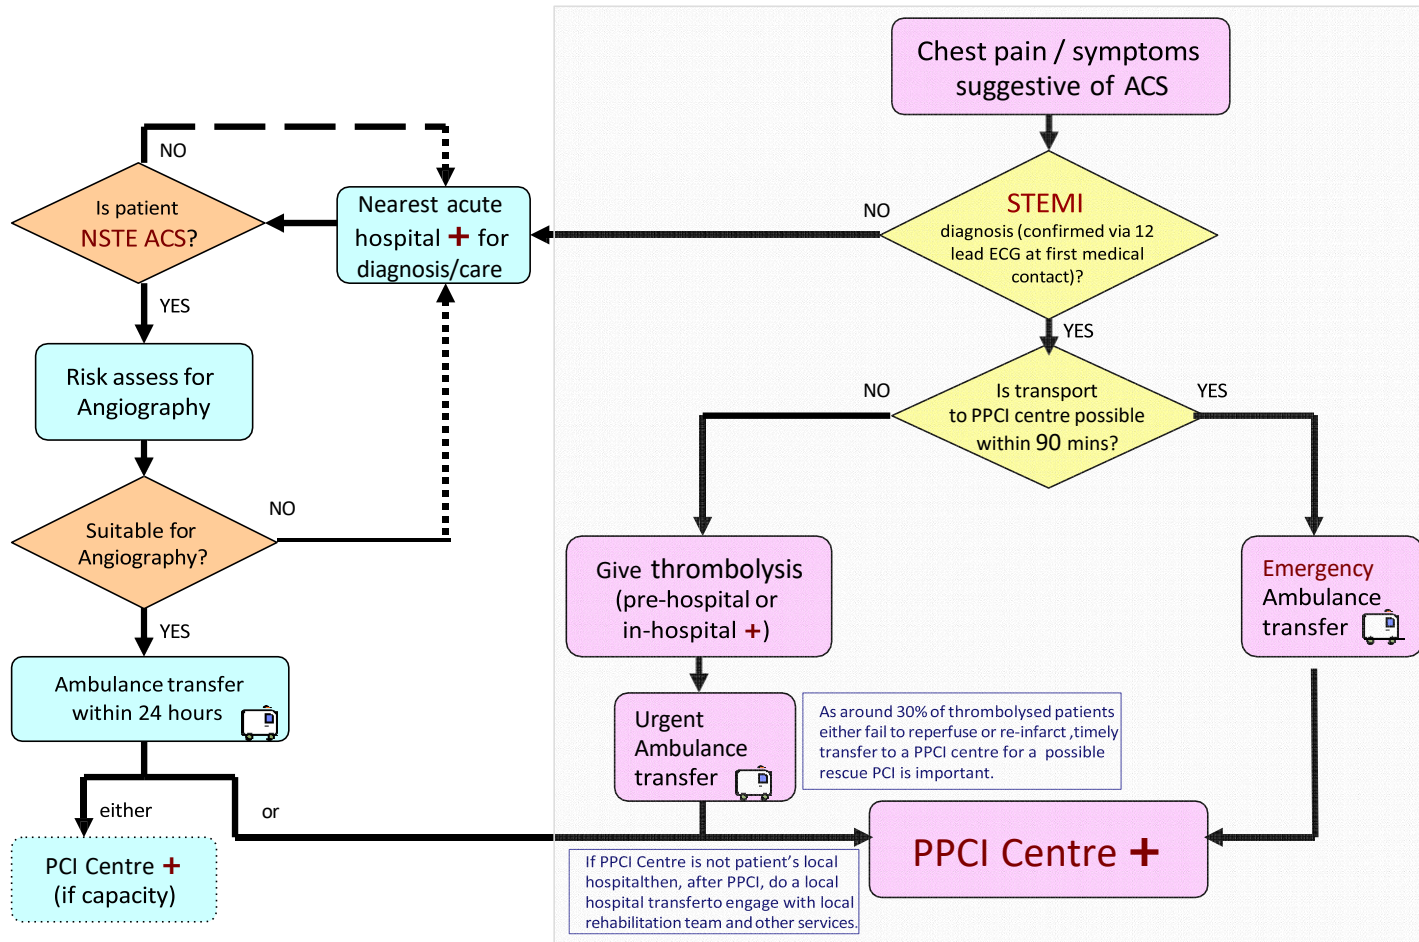 Chest pain / symptoms
suggestive of ACS
STEMI
diagnosis (confirmed via 12
lead ECG at first medical
contact)?
NO
YES
Is transport
to PPCI centre possible
within 90 mins?
NO
YES
Give thrombolysis
(pre-hospital or
in-hospital +)
Emergency
Ambulance
transfer
Urgent
Ambulance
transfer
As around 30% of thrombolysed patients
either fail to reperfuse or re-infarct ,timely
transfer to a PPCI centre for a possible
rescue PCI is important.
PPCI Centre +
If PPCI Centre is not patient's local
hospitalthen, after PPCI, do a local
hospital transferto engage with local
rehabilitation team and other services.
Nearest acute
hospital + for
diagnosis/care
NO
Is patient
NSTE ACS?
YES
Risk assess for
Angiography
Suitable for
Angiography?
NO
YES
Ambulance transfer
within 24 hours
either
or
PCI Centre +
(if capacity)